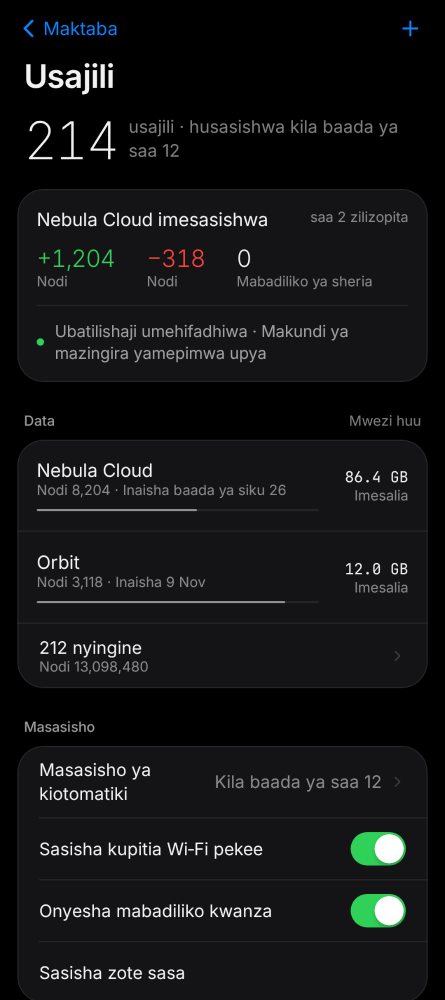 Maktaba
Usajili
214
usajili · husasishwa kila baada ya
saa 12
Nebula Cloud imesasishwa
saa 2 zilizopita
+1,204
−318
0
Nodi
Nodi
Mabadiliko ya sheria
Ubatilishaji umehifadhiwa · Makundi ya
mazingira yamepimwa upya
Data
Mwezi huu
Nebula Cloud
86.4 GB
Nodi 8,204 · Inaisha baada ya siku 26
Imesalia
Orbit
12.0 GB
Nodi 3,118 · Inaisha 9 Nov
Imesalia
212 nyingine
Nodi 13,098,480
Masasisho
Masasisho ya
kiotomatiki
Kila baada ya saa 12
Sasisha kupitia Wi-Fi pekee
Onyesha mabadiliko kwanza
Sasisha zote sasa